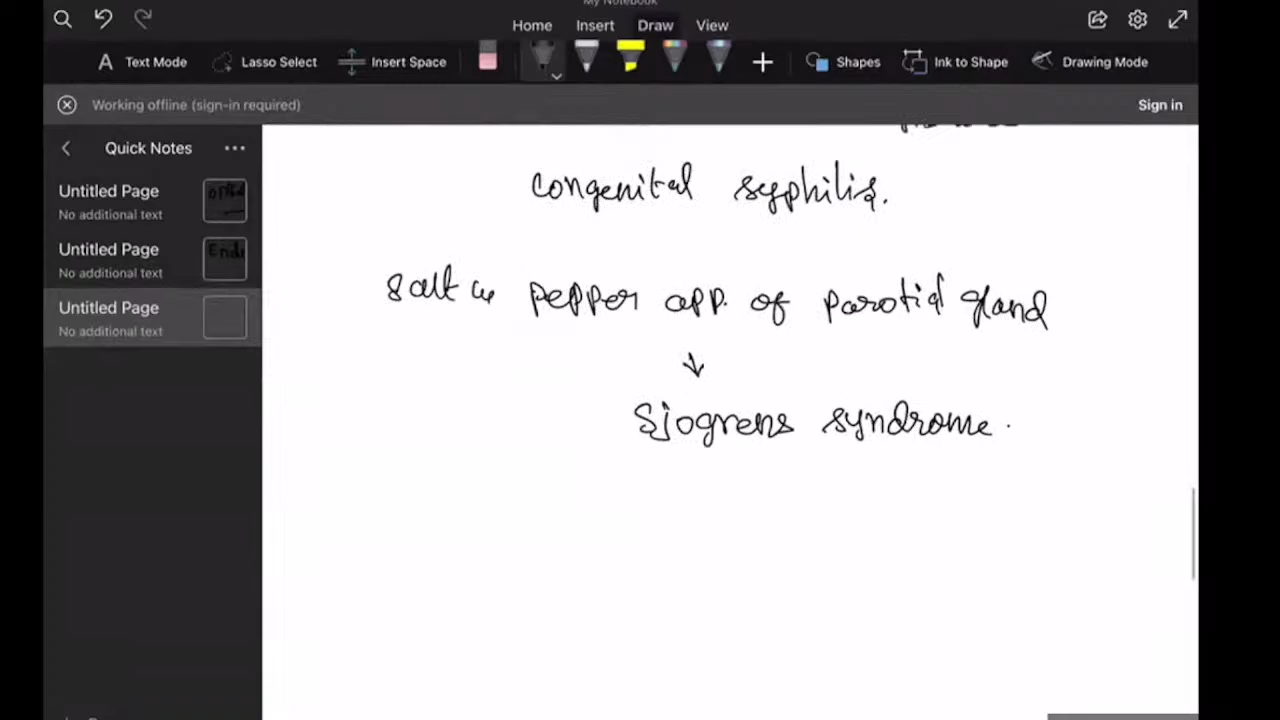 My Notebook
Home Insert Draw View
Text Mode Lasso Select Insert Space Shapes Ink to Shape Drawing Mode
Working offline (sign-in required) Sign in
Quick Notes
Untitled Page
No additional text
Untitled Page
No additional text
Untitled Page
No additional text
congenital syphilis.
salt & pepper app. of parotid gland
↓
Sjogrens syndrome.